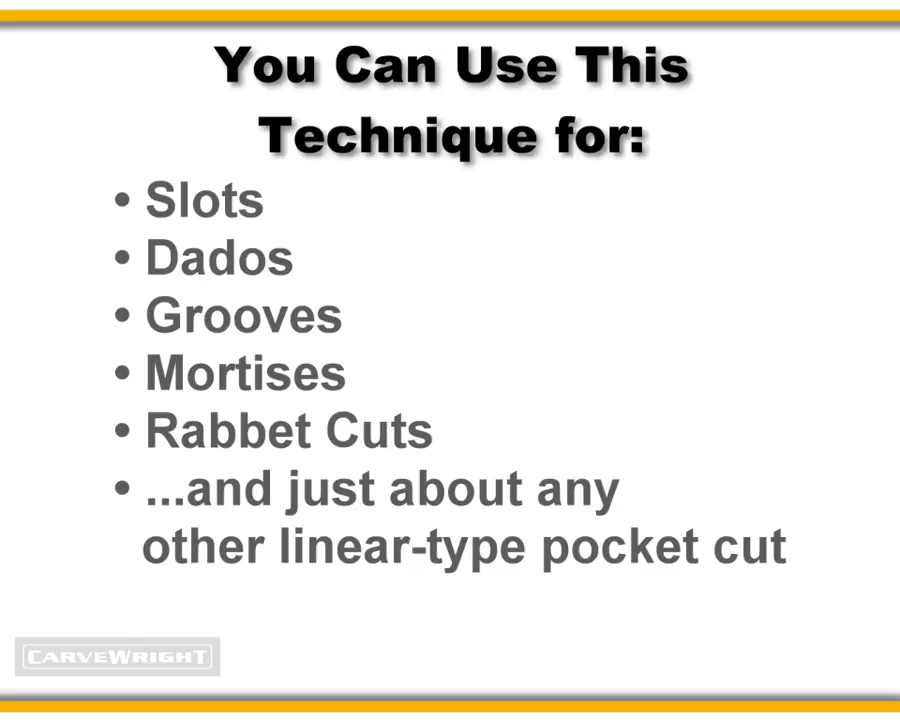 You Can Use This
Technique for:
• Slots
• Dados
• Grooves
• Mortises
• Rabbet Cuts
• ...and just about any
other linear-type pocket cut
CARVEWRIGHT